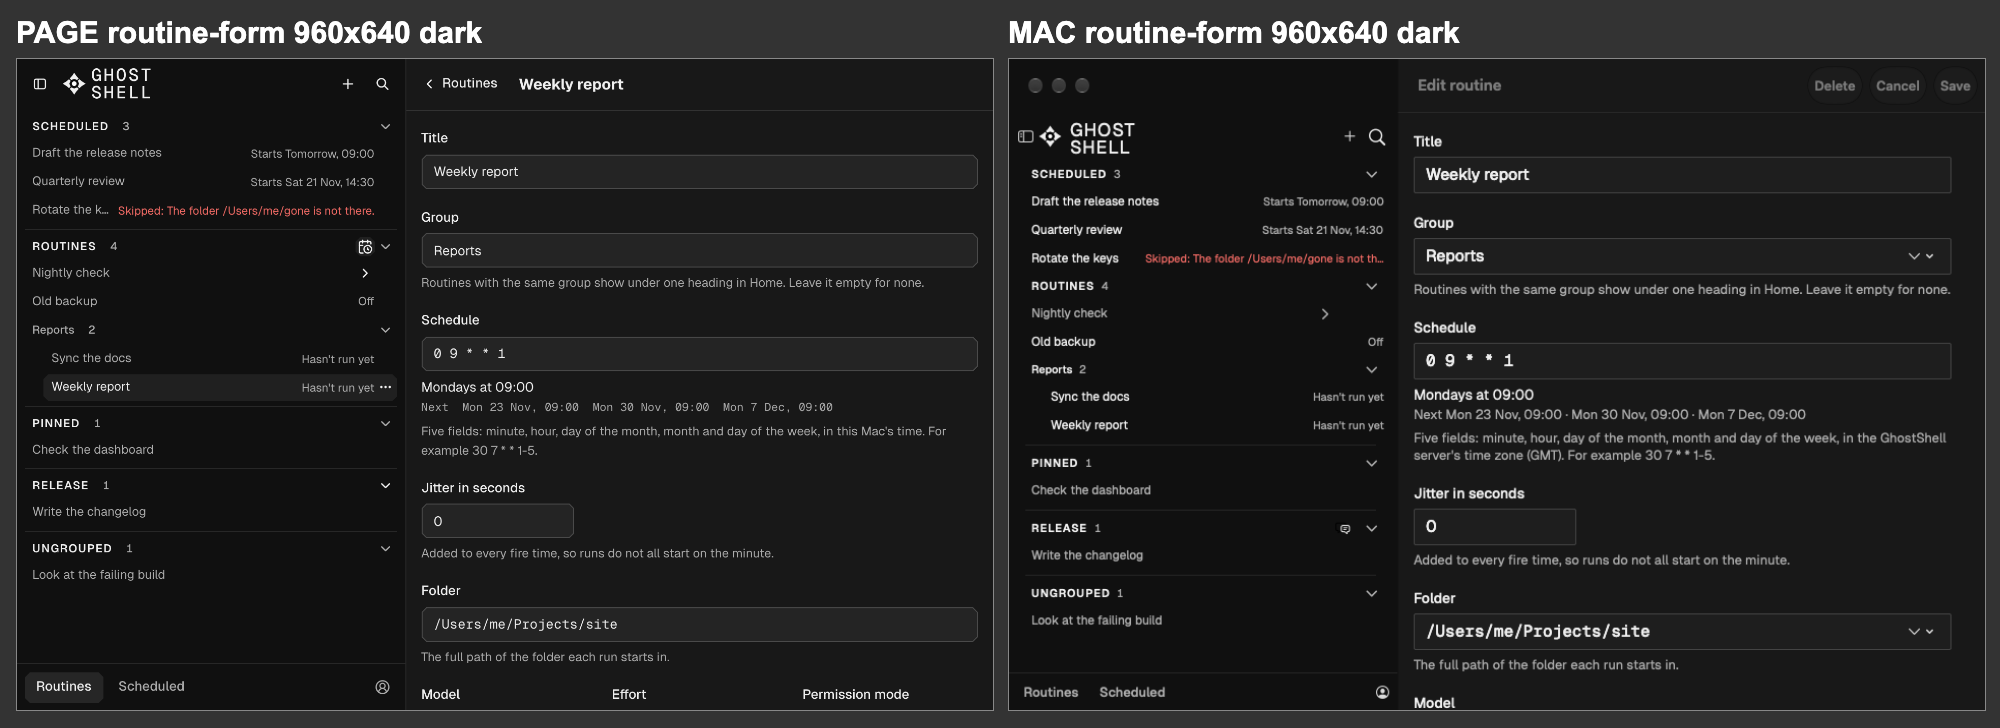 PAGE routine-form 960x640 dark
GHOST
SHELL
SCHEDULED 3
Draft the release notes Starts Tomorrow, 09:00
Quarterly review Starts Sat 21 Nov, 14:30
Rotate the k... Skipped: The folder /Users/me/gone is not there.
ROUTINES 4
Nightly check
Old backup Off
Reports 2
Sync the docs Hasn't run yet
Weekly report Hasn't run yet
PINNED 1
Check the dashboard
RELEASE 1
Write the changelog
UNGROUPED 1
Look at the failing build
Routines Scheduled
Routines Weekly report
Title
Weekly report
Group
Reports
Routines with the same group show under one heading in Home. Leave it empty for none.
Schedule
0 9 * * 1
Mondays at 09:00
Next Mon 23 Nov, 09:00 Mon 30 Nov, 09:00 Mon 7 Dec, 09:00
Five fields: minute, hour, day of the month, month and day of the week, in this Mac's time. For
example 30 7 * * 1-5.
Jitter in seconds
0
Added to every fire time, so runs do not all start on the minute.
Folder
/Users/me/Projects/site
The full path of the folder each run starts in.
Model Effort Permission mode
MAC routine-form 960x640 dark
GHOST
SHELL
SCHEDULED 3
Draft the release notes Starts Tomorrow, 09:00
Quarterly review Starts Sat 21 Nov, 14:30
Rotate the keys Skipped: The folder /Users/me/gone is not th...
ROUTINES 4
Nightly check
Old backup Off
Reports 2
Sync the docs Hasn't run yet
Weekly report Hasn't run yet
PINNED 1
Check the dashboard
RELEASE 1
Write the changelog
UNGROUPED 1
Look at the failing build
Routines Scheduled
Edit routine Delete Cancel Save
Title
Weekly report
Group
Reports
Routines with the same group show under one heading in Home. Leave it empty for none.
Schedule
0 9 * * 1
Mondays at 09:00
Next Mon 23 Nov, 09:00 · Mon 30 Nov, 09:00 · Mon 7 Dec, 09:00
Five fields: minute, hour, day of the month, month and day of the week, in the GhostShell
server's time zone (GMT). For example 30 7 * * 1-5.
Jitter in seconds
0
Added to every fire time, so runs do not all start on the minute.
Folder
/Users/me/Projects/site
The full path of the folder each run starts in.
Model